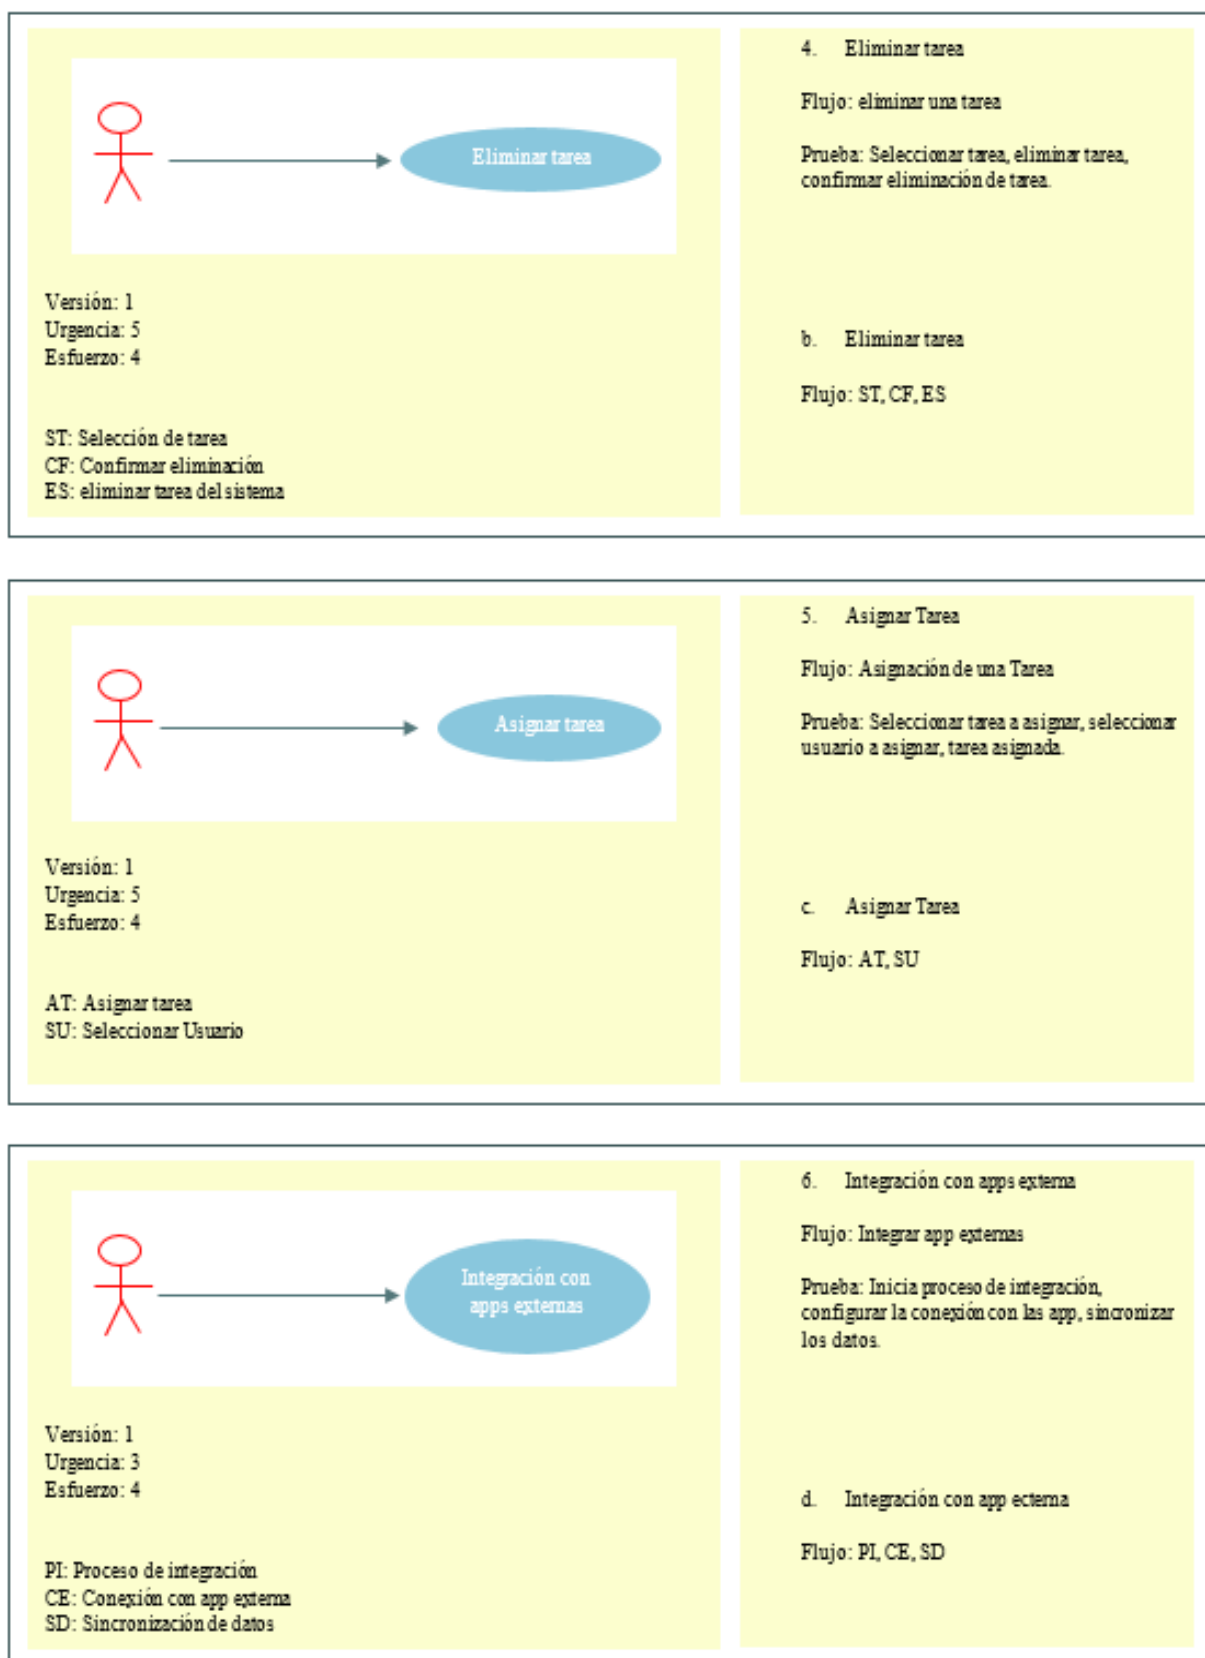 Eliminar tarea
Versión: 1
Urgencia: 5
Esfuerzo: 4
ST: Selección de tarea
CF: Confirmar eliminación
ES: eliminar tarea del sistema
4. Eliminar tarea
Flujo: eliminar una tarea
Prueba: Seleccionar tarea, eliminar tarea,
confirmar eliminación de tarea.
b. Eliminar tarea
Flujo: ST, CF, ES
Asignar tarea
Versión: 1
Urgencia: 5
Esfuerzo: 4
AT: Asignar tarea
SU: Seleccionar Usuario
5. Asignar Tarea
Flujo: Asignación de una Tarea
Prueba: Seleccionar tarea a asignar, seleccionar
usuario a asignar, tarea asignada.
c. Asignar Tarea
Flujo: AT, SU
Integración con
apps externas
Versión: 1
Urgencia: 3
Esfuerzo: 4
PI: Proceso de integración
CE: Conexión con app externa
SD: Sincronización de datos
6. Integración con apps externa
Flujo: Integrar app externas
Prueba: Inicia proceso de integración,
configurar la conexión con las app, sincronizar
los datos.
d. Integración con app ecterna
Flujo: PI, CE, SD